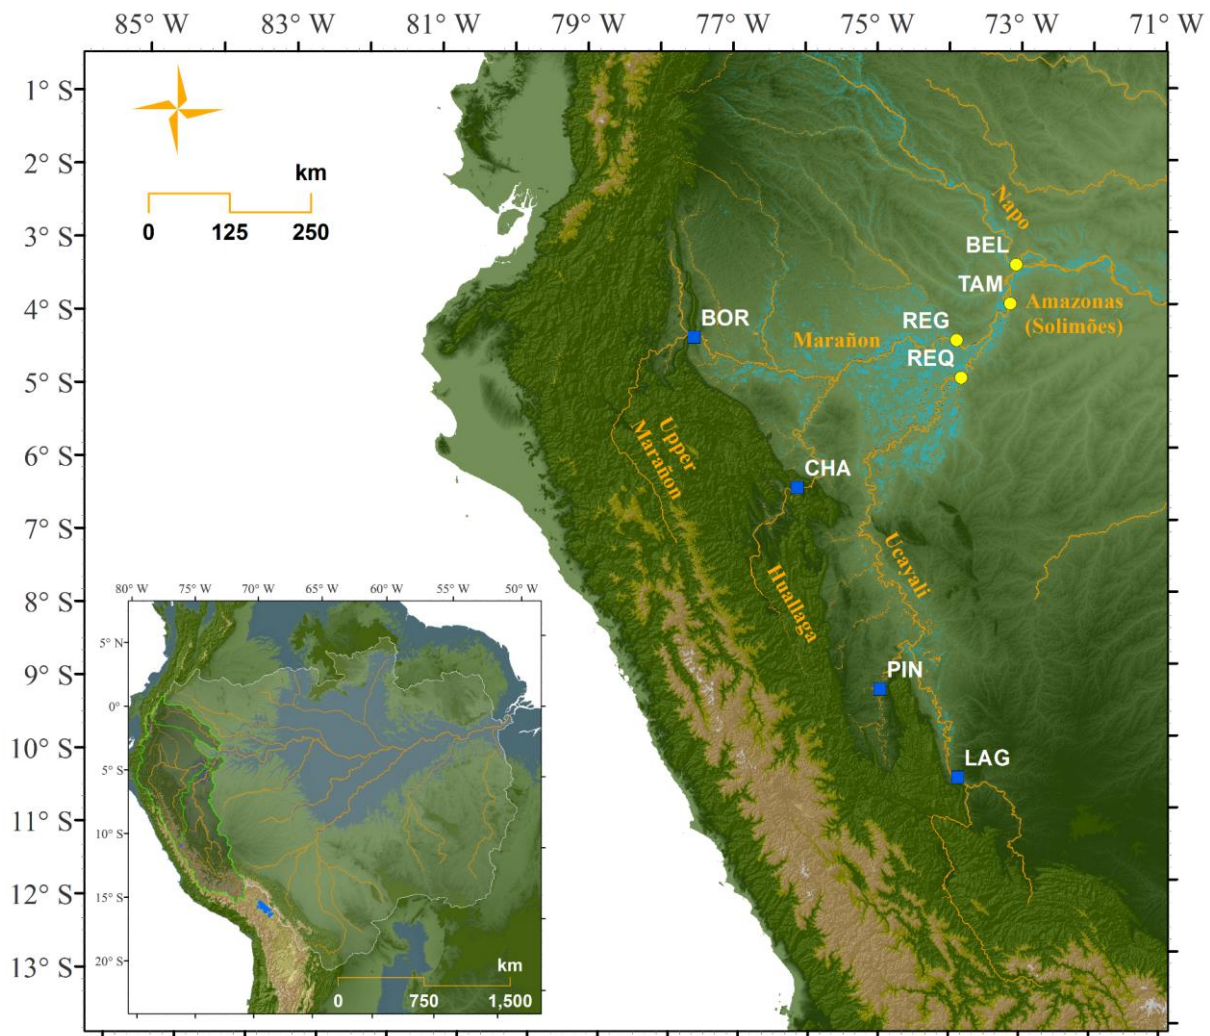 85° W 83° W 81° W 79° W 77° W 75° W 73° W 71° W
1° S
2° S
3° S
4° S
5° S
6° S
7° S
8° S
9° S
10° S
11° S
12° S
13° S
km
0 125 250
Napo
BEL
TAM
Amazonas
(Solimões)
BOR
REG
Marañon
REQ
Upper
Marañon
CHA
Ucayali
Huallaga
PIN
LAG
80° W 75° W 70° W 65° W 60° W 55° W 50° W
5° N
0°
5° S
10° S
15° S
20° S
km
0 750 1,500